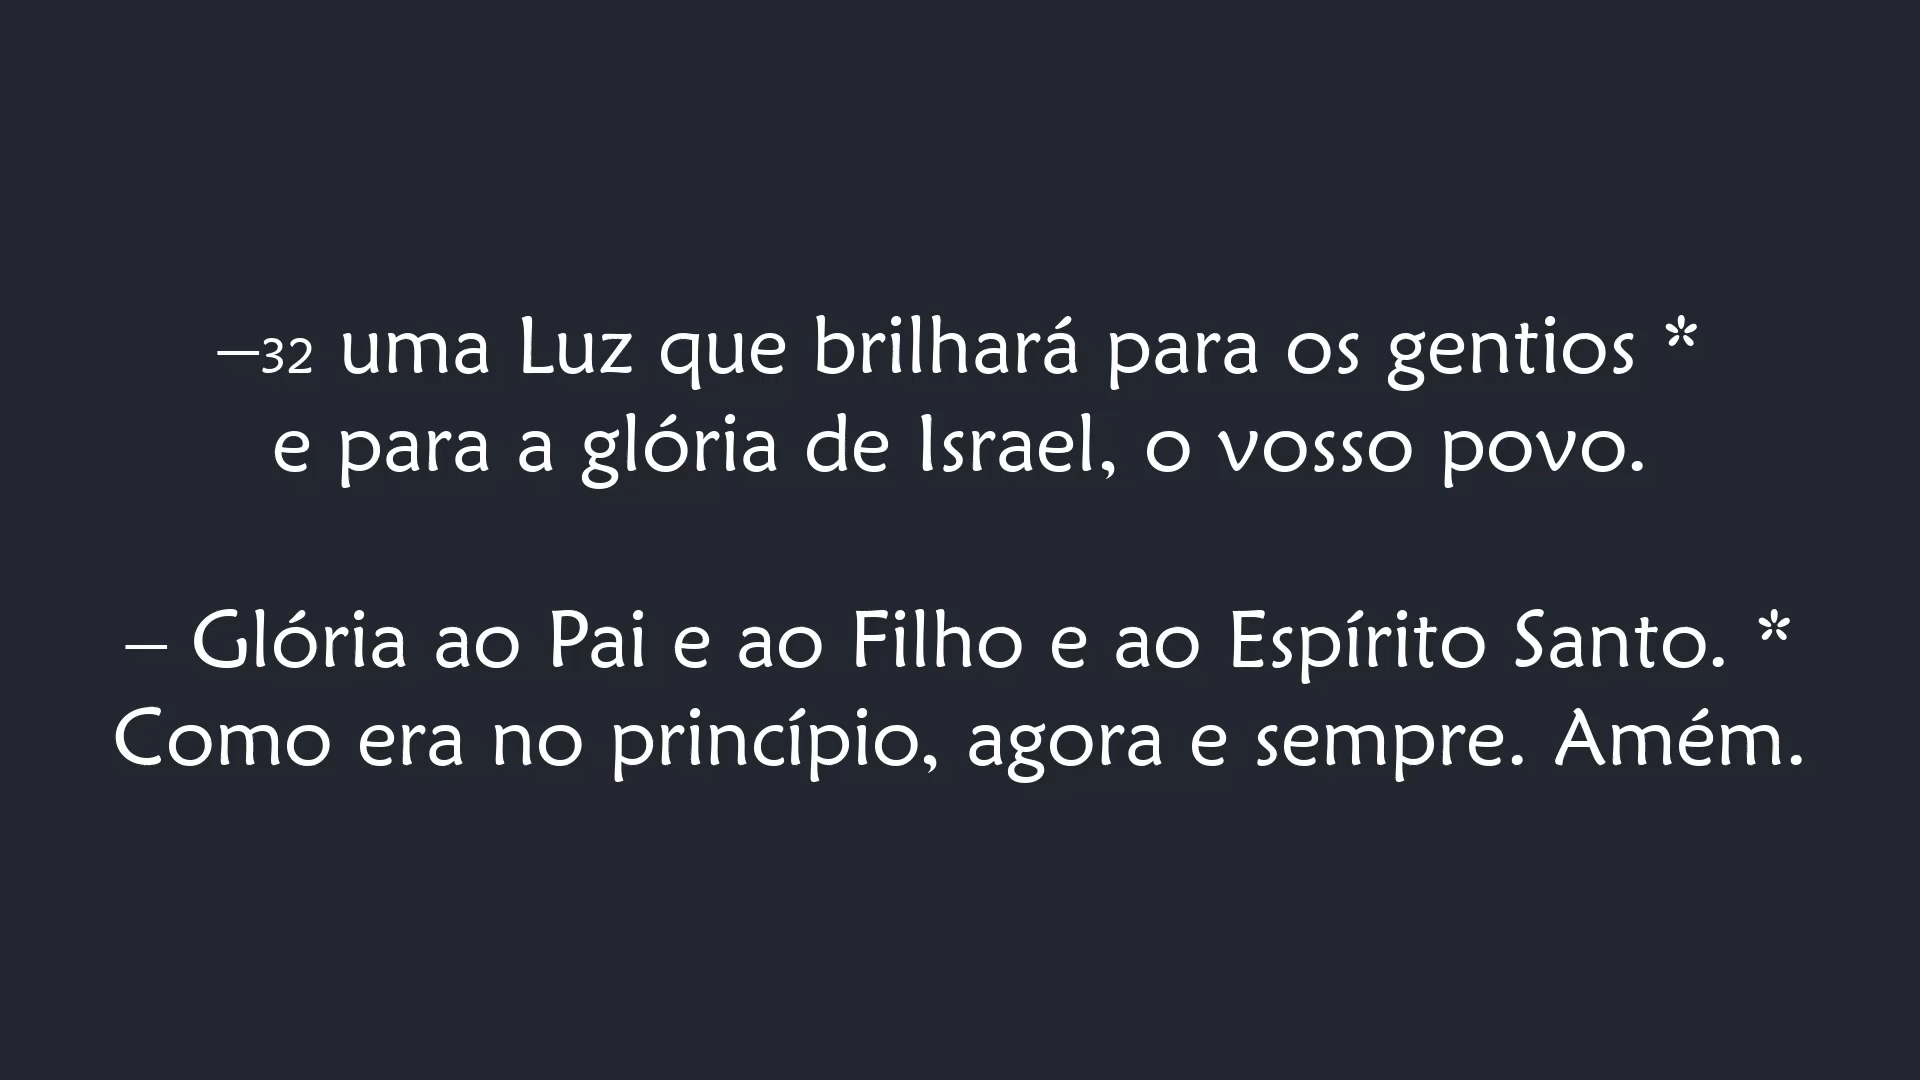 –32 uma Luz que brilhará para os gentios *
e para a glória de Israel, o vosso povo.
– Glória ao Pai e ao Filho e ao Espírito Santo. *
Como era no princípio, agora e sempre. Amém.